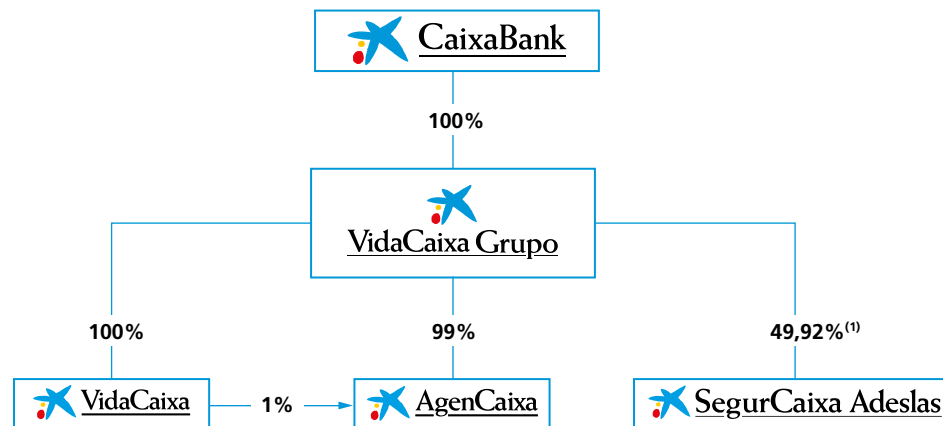 CaixaBank
100%
VidaCaixa Grupo
100%
99%
49,92%(1)
VidaCaixa
1%
AgenCaixa
SegurCaixa Adeslas